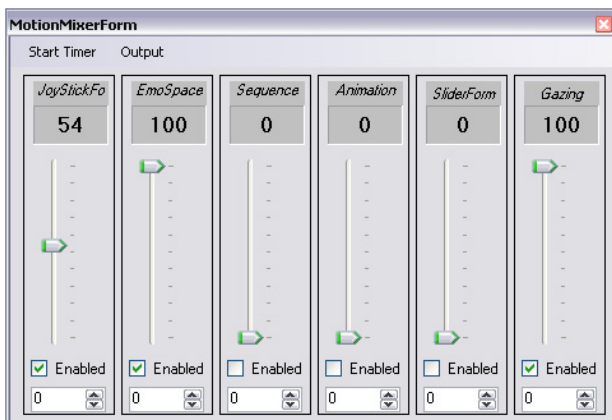 MotionMixerForm
Start Timer Output
JoyStickFo EmoSpace Sequence Animation SliderForm Gazing
54 100 0 0 0 100
Enabled Enabled Enabled Enabled Enabled Enabled
0 0 0 0 0 0